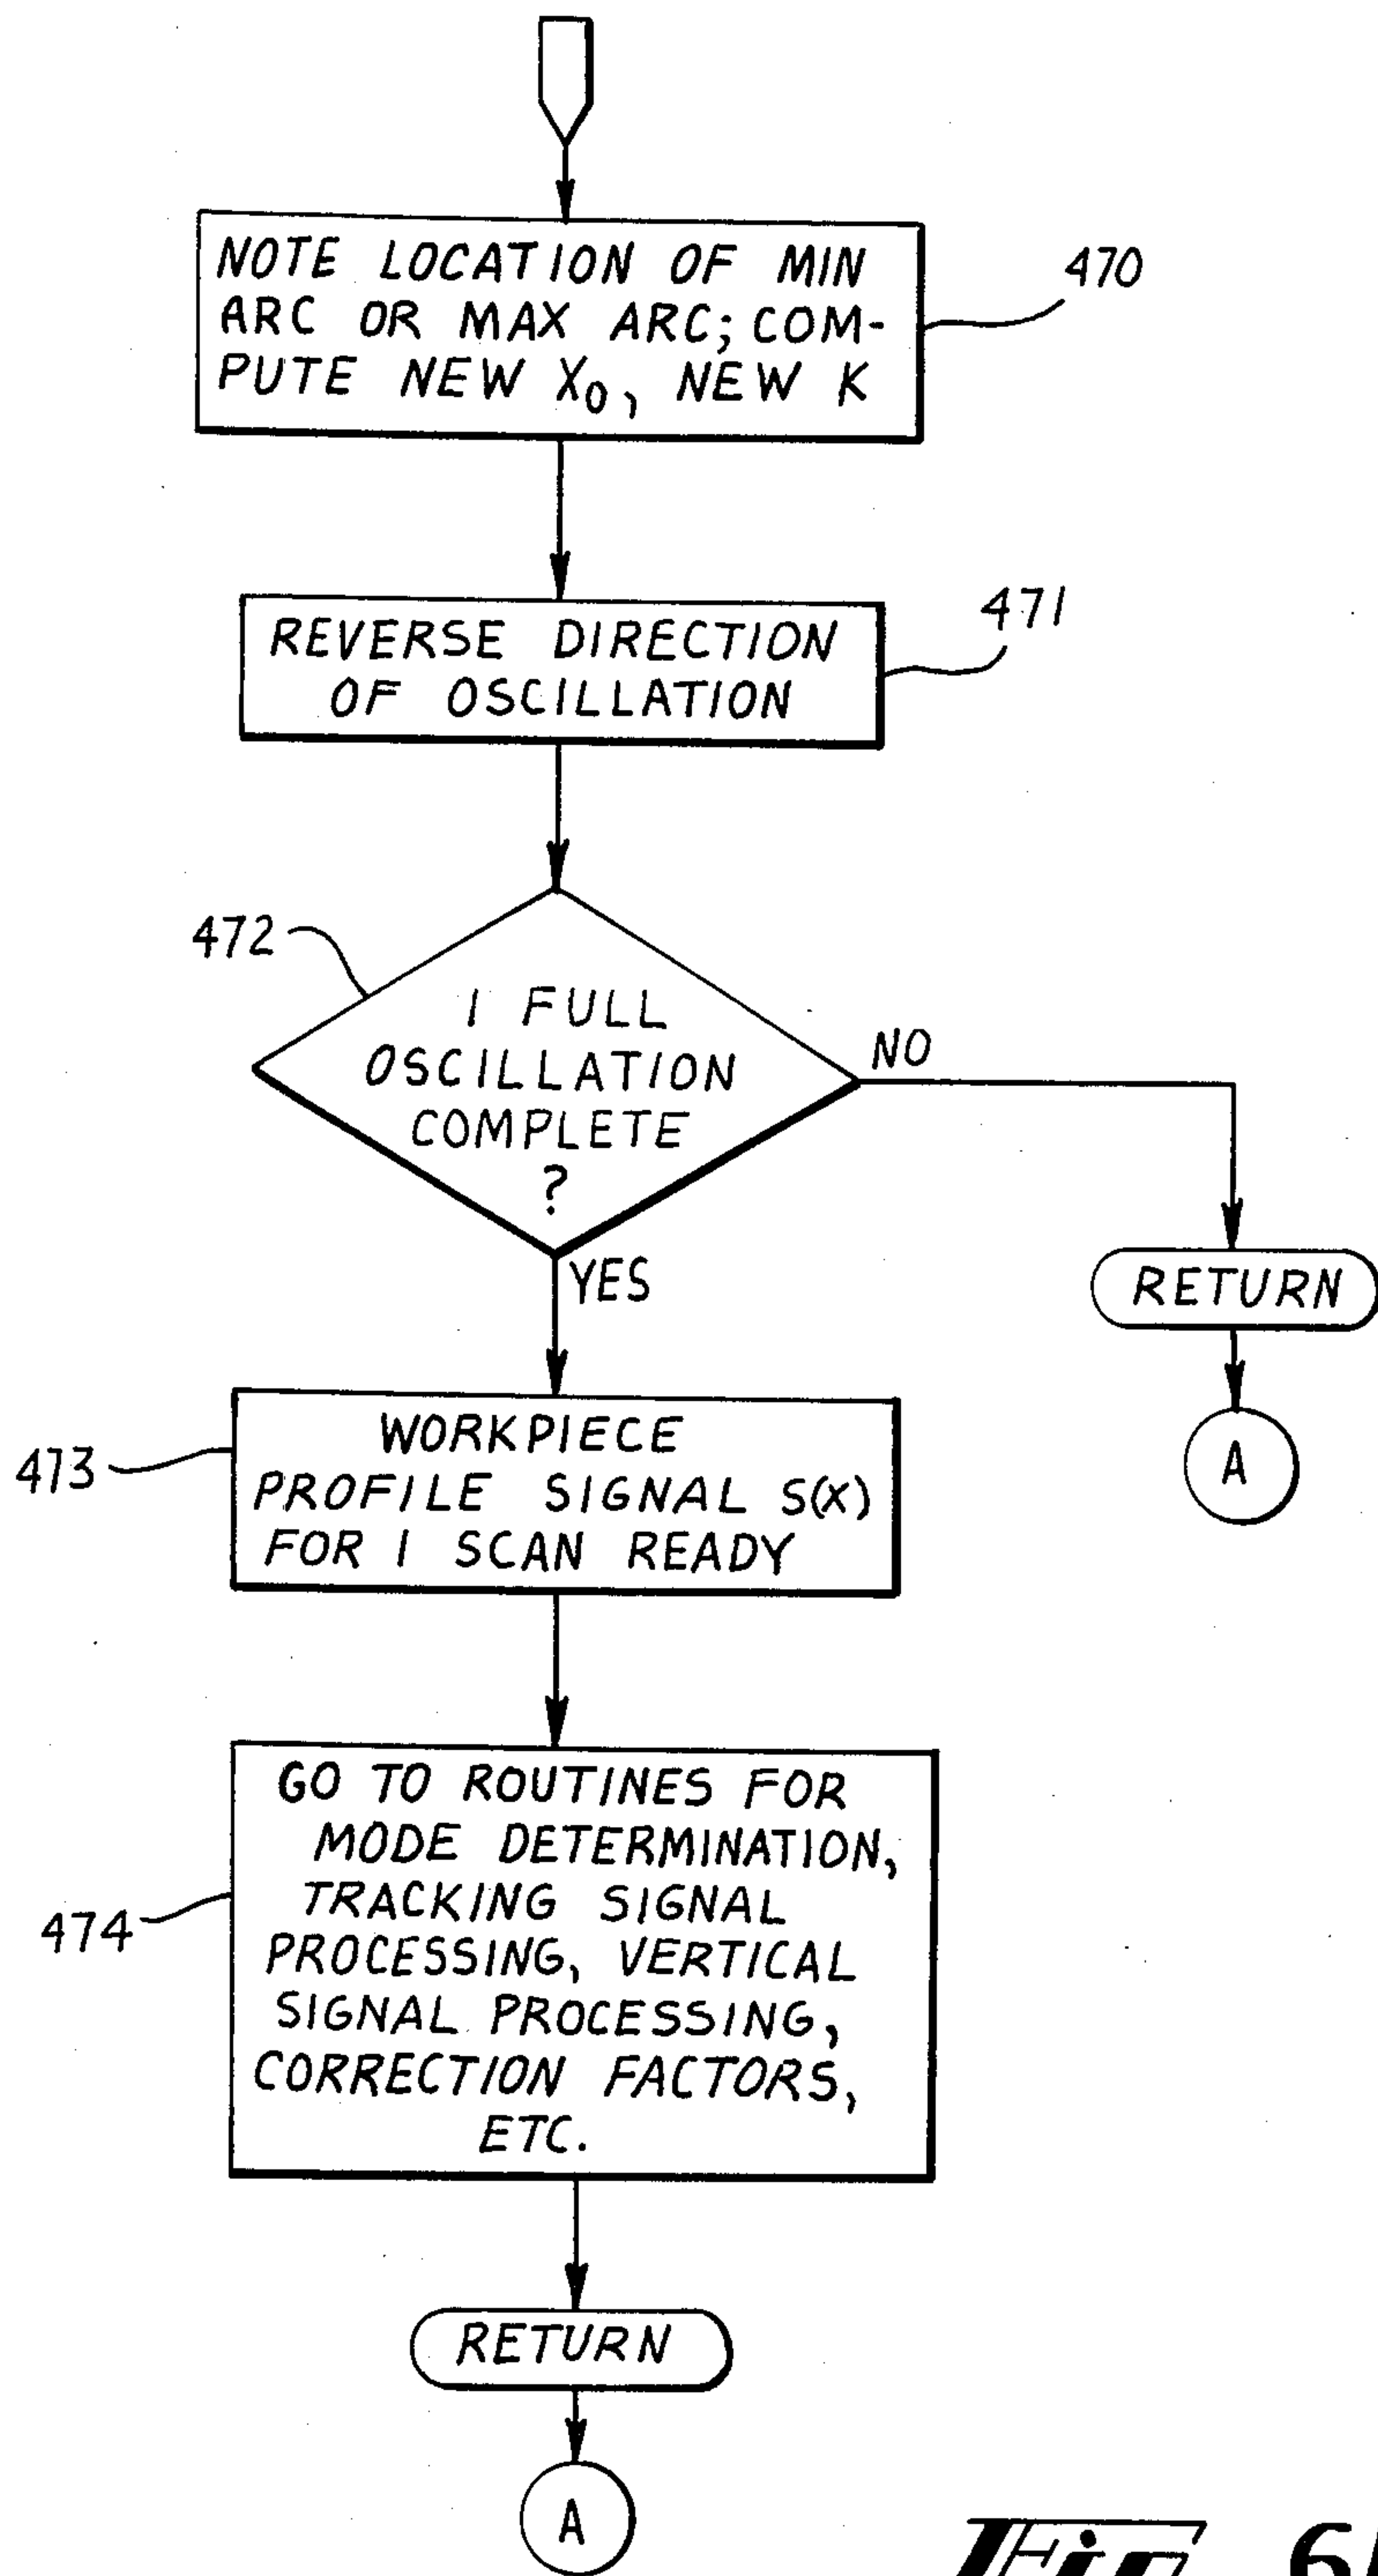 NOTE LOCATION OF MIN
ARC OR MAX ARC; COM-
PUTE NEW X₀, NEW K
470
REVERSE DIRECTION
OF OSCILLATION
471
472
1 FULL
OSCILLATION
COMPLETE
?
NO
YES
RETURN
A
WORKPIECE
PROFILE SIGNAL S(X)
FOR 1 SCAN READY
473
GO TO ROUTINES FOR
MODE DETERMINATION,
TRACKING SIGNAL
PROCESSING, VERTICAL
SIGNAL PROCESSING,
CORRECTION FACTORS,
ETC.
474
RETURN
A